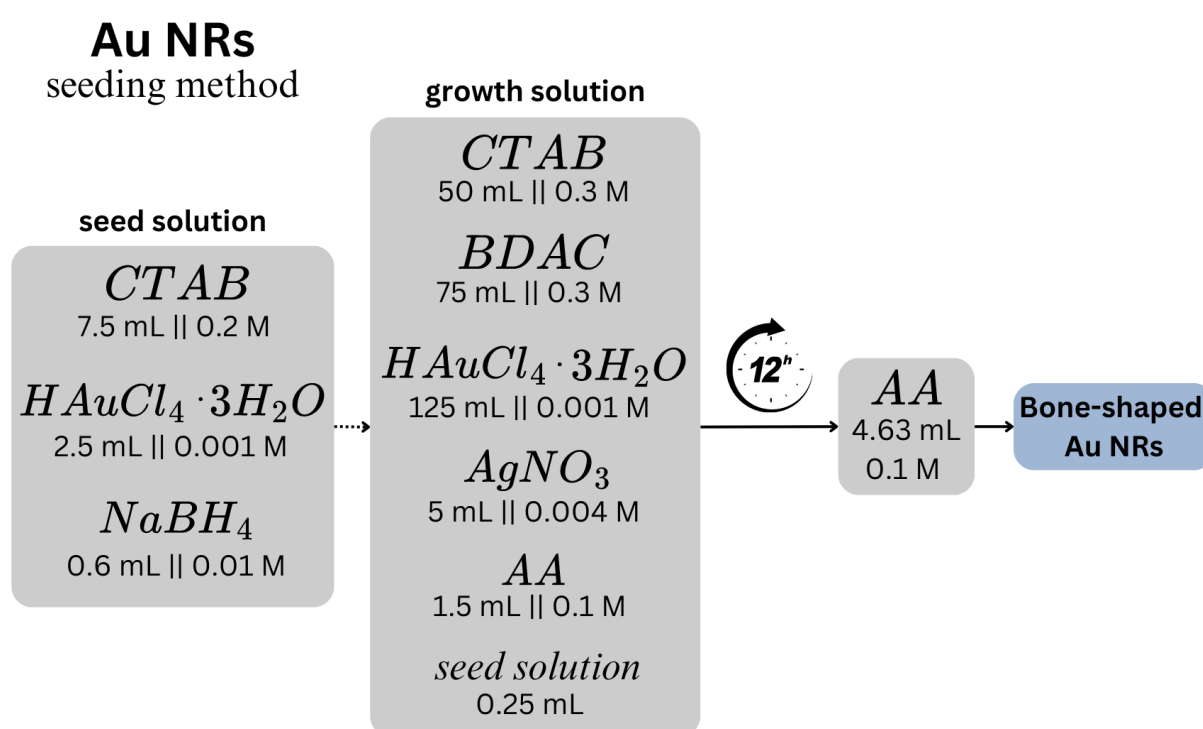 Au NRs
seeding method
seed solution
CTAB
7.5 mL || 0.2 M
HAuCl₄ ·3H₂O
2.5 mL || 0.001 M
NaBH₄
0.6 mL || 0.01 M
growth solution
CTAB
50 mL || 0.3 M
BDAC
75 mL || 0.3 M
HAuCl₄ ·3H₂O
125 mL || 0.001 M
AgNO₃
5 mL || 0.004 M
AA
1.5 mL || 0.1 M
seed solution
0.25 mL
12ʰ
AA
4.63 mL
0.1 M
Bone-shaped
Au NRs